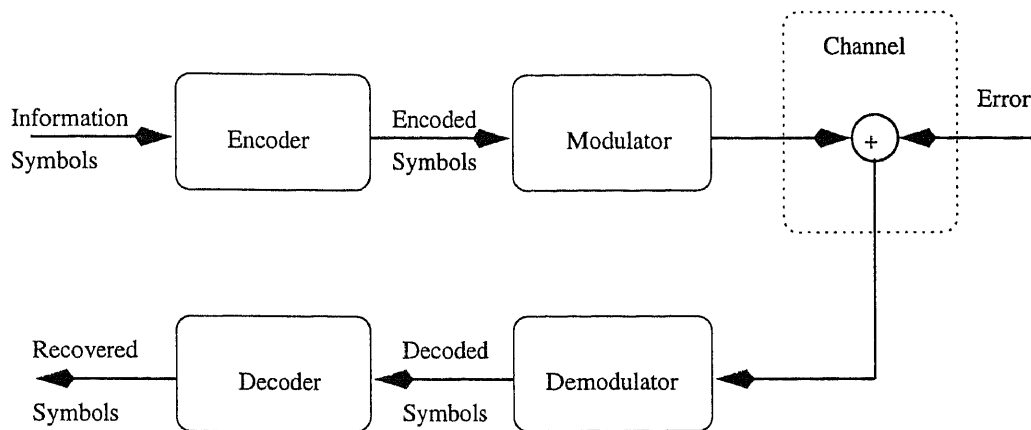 Channel
Error
Information
Symbols
Encoder
Encoded
Symbols
Modulator
+
Recovered
Symbols
Decoder
Decoded
Symbols
Demodulator